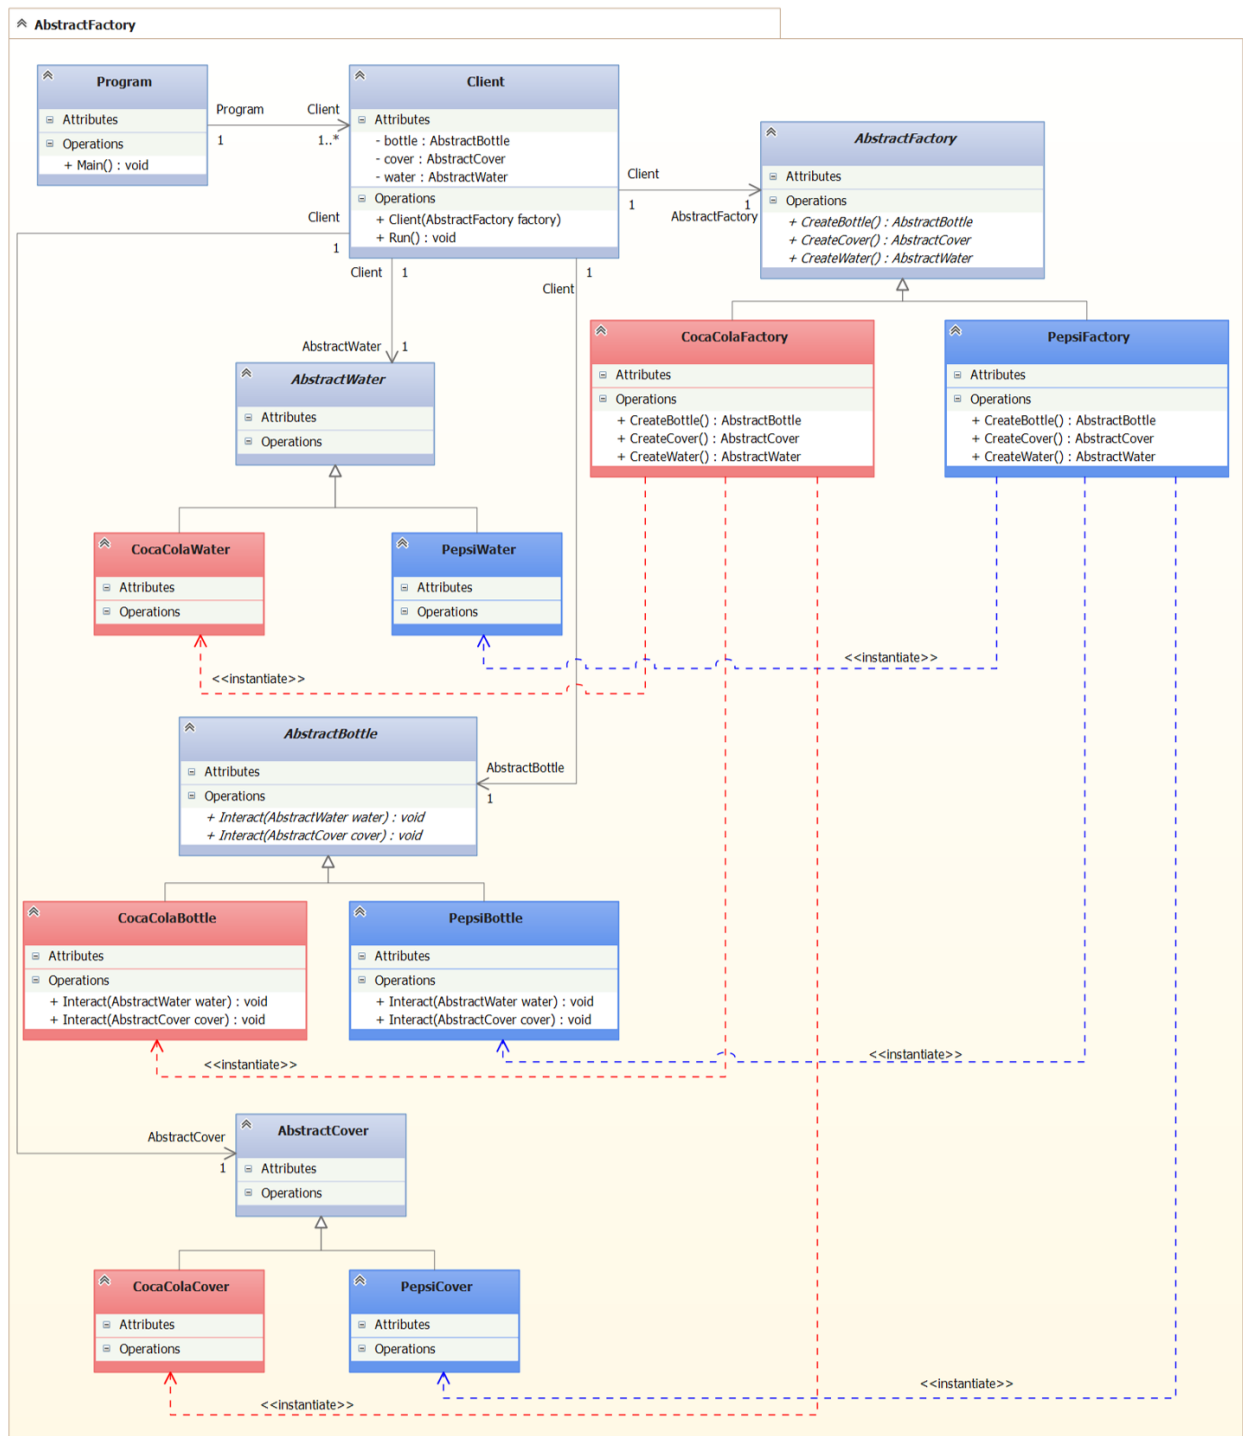 AbstractFactory
Program
Attributes
Operations
+ Main() : void
Program
Client
1
1..*
Client
Attributes
- bottle : AbstractBottle
- cover : AbstractCover
- water : AbstractWater
Operations
+ Client(AbstractFactory factory)
+ Run() : void
Client
1
1
AbstractFactory
AbstractFactory
Attributes
Operations
+ CreateBottle() : AbstractBottle
+ CreateCover() : AbstractCover
+ CreateWater() : AbstractWater
Client
1
Client
1
1
Client
AbstractWater
1
AbstractWater
Attributes
Operations
CocaColaFactory
Attributes
Operations
+ CreateBottle() : AbstractBottle
+ CreateCover() : AbstractCover
+ CreateWater() : AbstractWater
PepsiFactory
Attributes
Operations
+ CreateBottle() : AbstractBottle
+ CreateCover() : AbstractCover
+ CreateWater() : AbstractWater
CocaColaWater
Attributes
Operations
PepsiWater
Attributes
Operations
<<instantiate>>
<<instantiate>>
AbstractBottle
Attributes
Operations
+ Interact(AbstractWater water) : void
+ Interact(AbstractCover cover) : void
AbstractBottle
1
CocaColaBottle
Attributes
Operations
+ Interact(AbstractWater water) : void
+ Interact(AbstractCover cover) : void
PepsiBottle
Attributes
Operations
+ Interact(AbstractWater water) : void
+ Interact(AbstractCover cover) : void
<<instantiate>>
<<instantiate>>
AbstractCover
1
AbstractCover
Attributes
Operations
CocaColaCover
Attributes
Operations
PepsiCover
Attributes
Operations
<<instantiate>>
<<instantiate>>